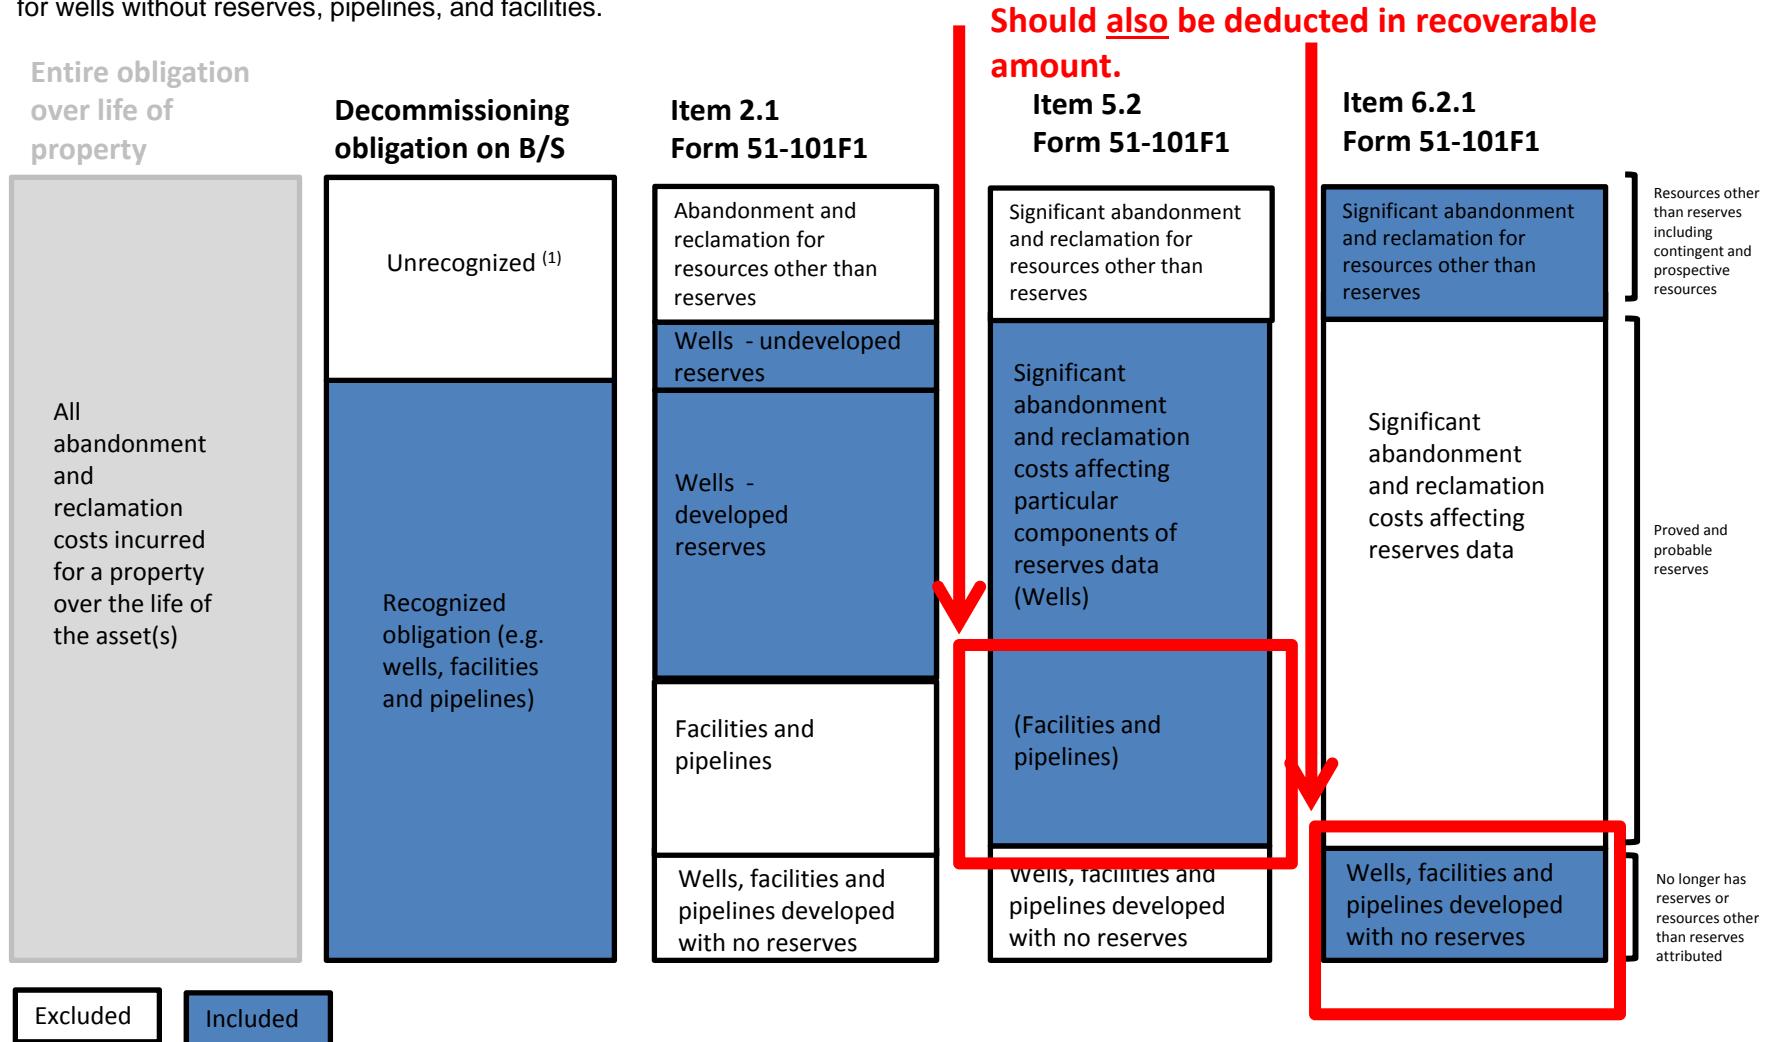 for wells without reserves, pipelines, and facilities.
Should also be deducted in recoverable
amount.
Entire obligation
over life of
property
Decommissioning
obligation on B/S
Item 2.1
Form 51-101F1
Item 5.2
Form 51-101F1
Item 6.2.1
Form 51-101F1
All
abandonment
and
reclamation
costs incurred
for a property
over the life of
the asset(s)
Unrecognized (1)
Recognized
obligation (e.g.
wells, facilities
and pipelines)
Abandonment and
reclamation for
resources other than
reserves
Wells - undeveloped
reserves
Wells -
developed
reserves
Facilities and
pipelines
Wells, facilities and
pipelines developed
with no reserves
Significant abandonment
and reclamation for
resources other than
reserves
Significant
abandonment
and reclamation
costs affecting
particular
components of
reserves data
(Wells)
(Facilities and
pipelines)
Wells, facilities and
pipelines developed
with no reserves
Significant abandonment
and reclamation for
resources other than
reserves
Significant
abandonment
and reclamation
costs affecting
reserves data
Wells, facilities and
pipelines developed
with no reserves
Resources other
than reserves
including
contingent and
prospective
resources
Proved and
probable
reserves
No longer has
reserves or
resources other
than reserves
attributed
Excluded
Included